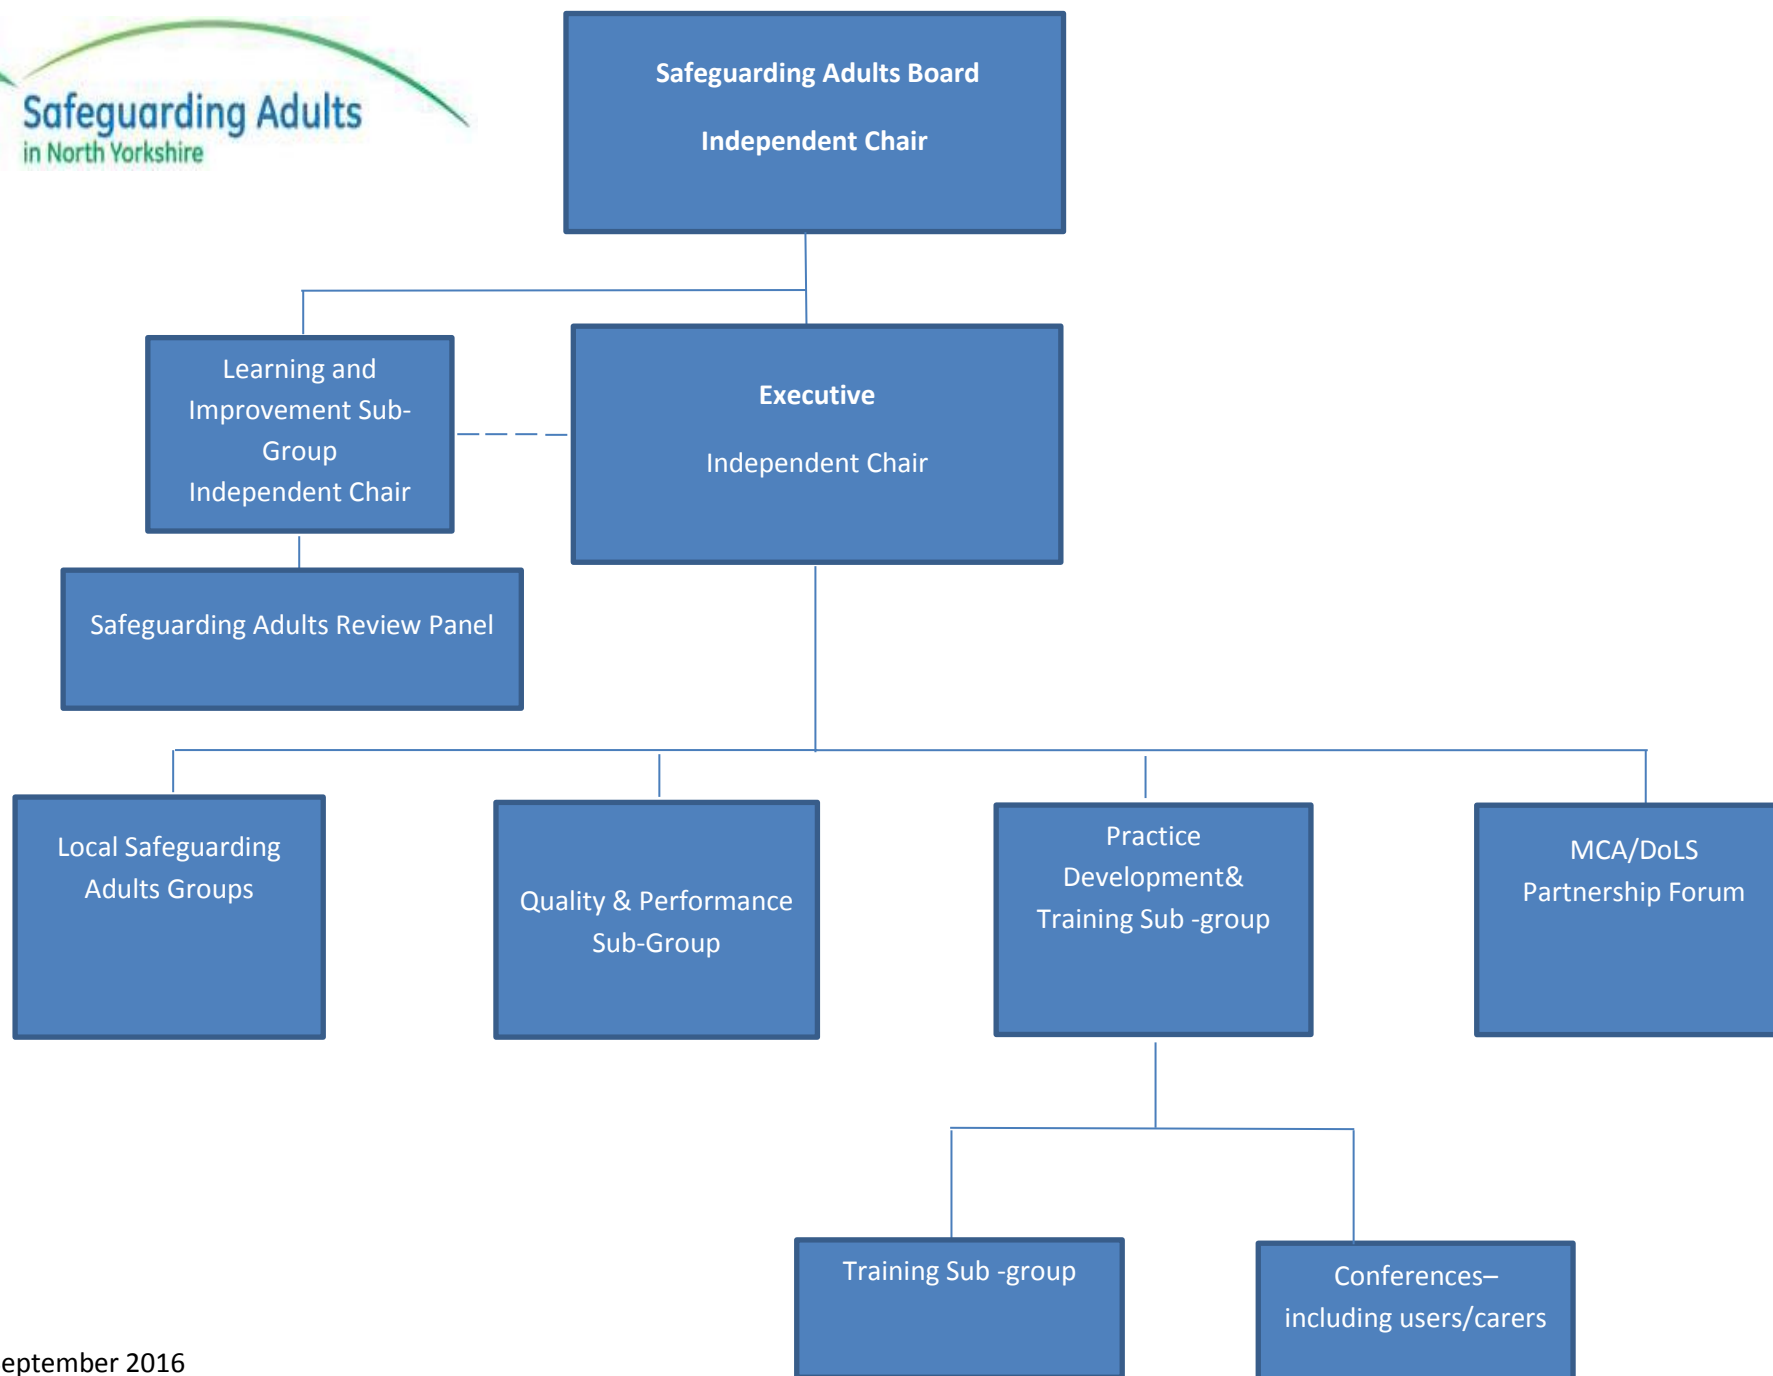 Safeguarding Adults
in North Yorkshire
Safeguarding Adults Board
Independent Chair
Learning and
Improvement Sub-
Group
Independent Chair
Executive
Independent Chair
Safeguarding Adults Review Panel
Local Safeguarding
Adults Groups
Quality & Performance
Sub-Group
Practice
Development&
Training Sub -group
MCA/DoLS
Partnership Forum
Training Sub -group
Conferences–
including users/carers
eptember 2016